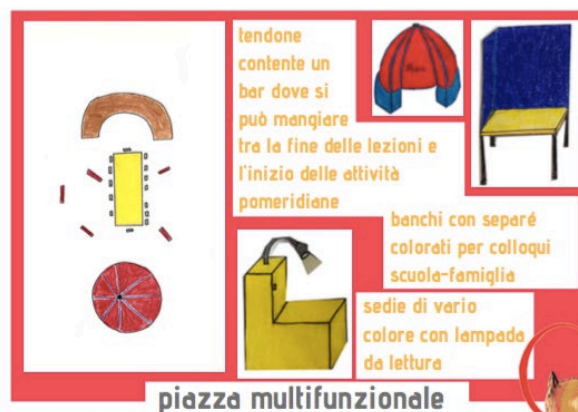 tendone
contente un
bar dove si
può mangiare
tra la fine delle lezioni e
l'inizio delle attività
pomeridiane
banchi con separé
colorati per colloqui
scuola-famiglia
sedie di vario
colore con lampada
da lettura
piazza multifunzionale